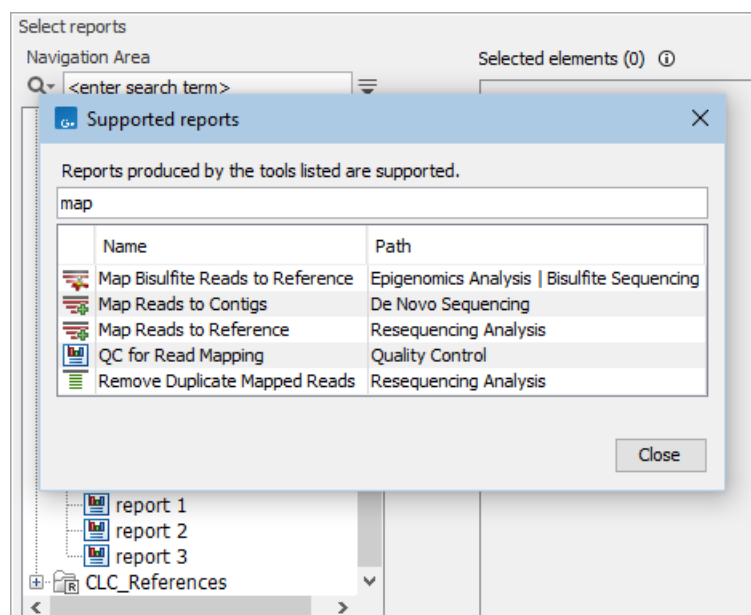 Select reports
Navigation Area
Selected elements (0)
<enter search term>
G.
Supported reports
Reports produced by the tools listed are supported.
map
Name Path
Map Bisulfite Reads to Reference Epigenomics Analysis | Bisulfite Sequencing
Map Reads to Contigs De Novo Sequencing
Map Reads to Reference Resequencing Analysis
QC for Read Mapping Quality Control
Remove Duplicate Mapped Reads Resequencing Analysis
Close
report 1
report 2
report 3
R CLC_References